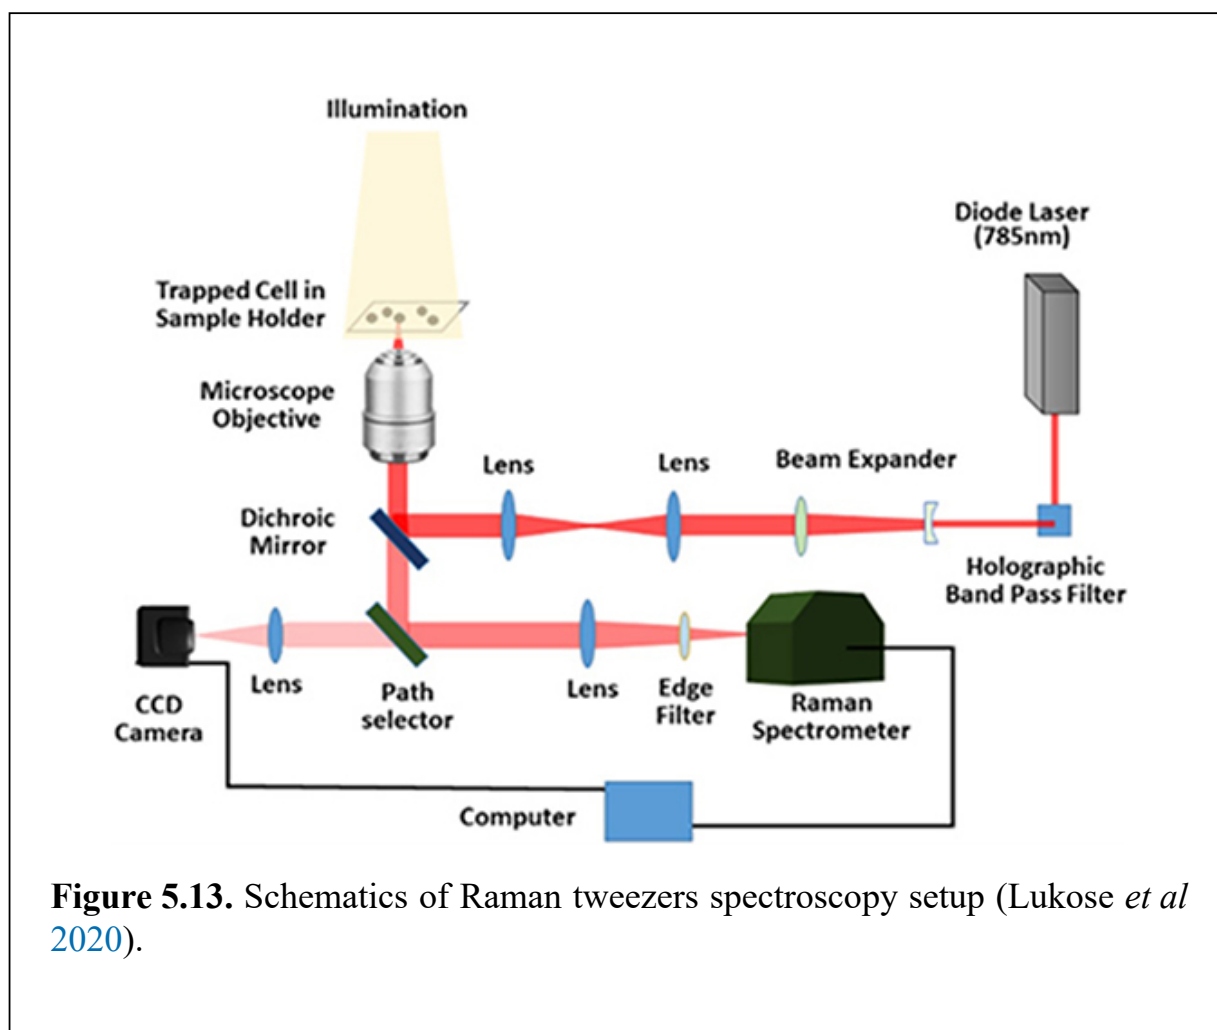 Illumination
Diode Laser
(785nm)
Trapped Cell in
Sample Holder
Microscope
Objective
Lens
Lens
Beam Expander
Dichroic
Mirror
Holographic
Band Pass Filter
Lens
Path
selector
Lens
Edge
Filter
Raman
Spectrometer
CCD
Camera
Computer
Figure 5.13. Schematics of Raman tweezers spectroscopy setup (Lukose et al
2020).